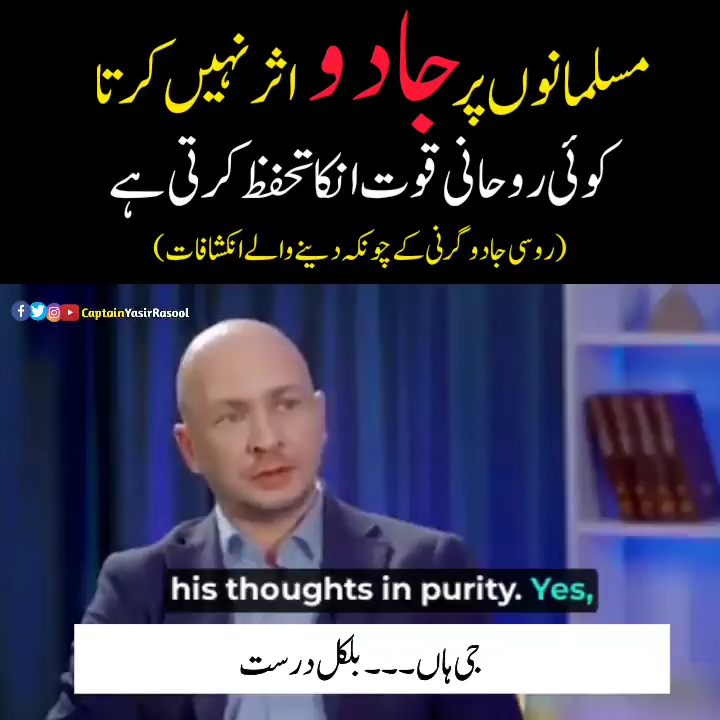 مسلمانوں پر جادو اثر نہیں کرتا
کوئی روحانی قوت انکا تحفظ کرتی ہے
(روسی جادوگرنی کے چونکہ دینے والے انکشافات)
CaptainYasirRasool
his thoughts in purity. Yes,
جی ہاں۔۔۔ بلکل درست